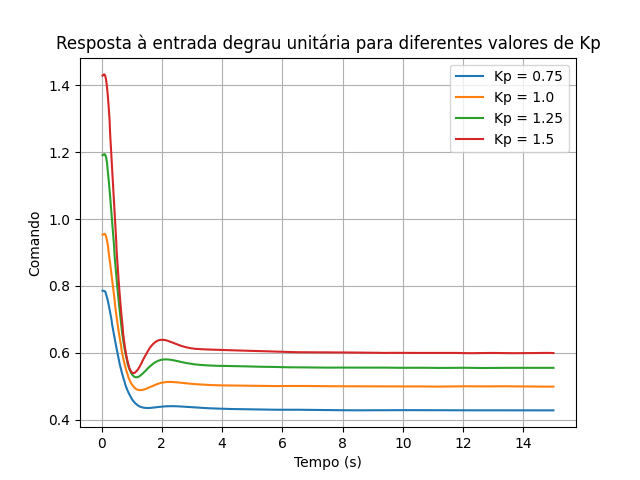 Resposta à entrada degrau unitária para diferentes valores de Kp
Kp = 0.75
Kp = 1.0
Kp = 1.25
Kp = 1.5
1.4
1.2
1.0
0.8
0.6
0.4
Comando
0 2 4 6 8 10 12 14
Tempo (s)